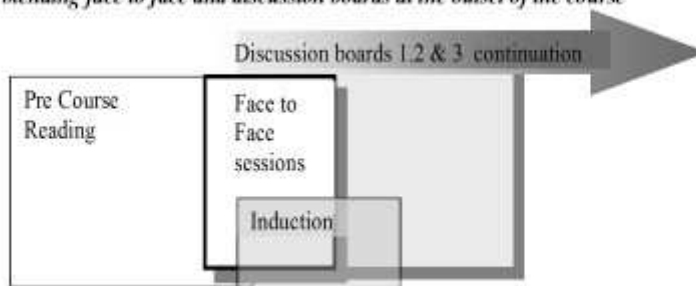 blending face to face and discussion boards at the outset of the course
Discussion boards 1.2 & 3 continuation
Pre Course
Reading
Face to
Face
sessions
Induction